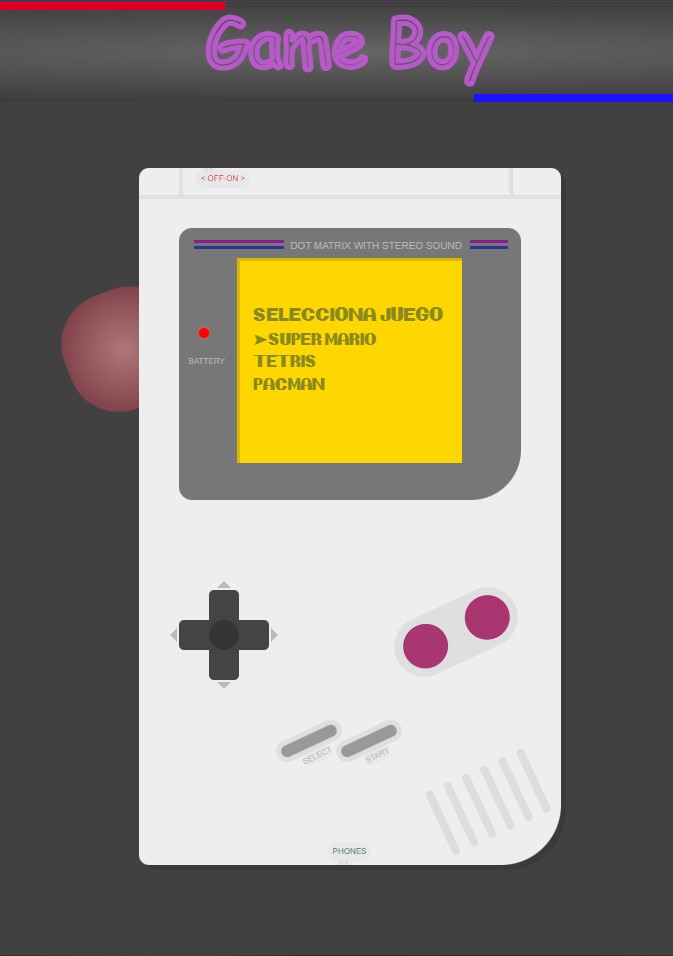 Game Boy
< OFF-ON >
DOT MATRIX WITH STEREO SOUND
BATTERY
SELECCIONA JUEGO
➤SUPER MARIO
TETRIS
PACMAN
SELECT
START
PHONES